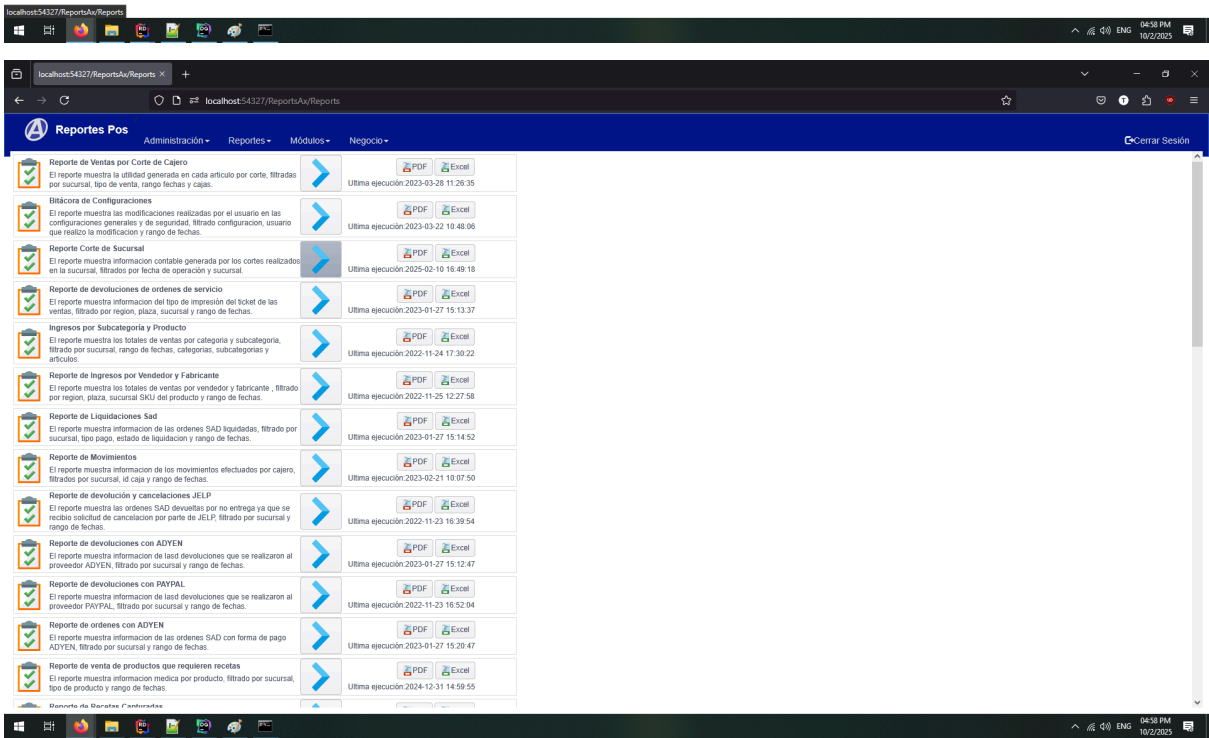 localhost:54327/ReportsAx/Reports
ENG
04:58 PM
10/2/2025
localhost:54327/ReportsAx/Reports
localhost:54327/ReportsAx/Reports
Reportes Pos
Administración
Reportes
Módulos
Negocio
Cerrar Sesión
Reporte de Ventas por Corte de Cajero
El reporte muestra la utilidad generada en cada articulo por corte, filtradas
por sucursal, tipo de venta, rango fechas y cajas.
PDF Excel
Ultima ejecución:2023-03-28 11:26:35
Bitácora de Configuraciones
El reporte muestra las modificaciones realizadas por el usuario en las
configuraciones generales y de seguridad, filtrado configuracion, usuario
que realizo la modificacion y rango de fechas.
PDF Excel
Ultima ejecución:2023-03-22 10:48:06
Reporte Corte de Sucursal
El reporte muestra informacion contable generada por los cortes realizados
en la sucursal, filtrados por fecha de operación y sucursal.
PDF Excel
Ultima ejecución:2025-02-10 16:49:18
Reporte de devoluciones de ordenes de servicio
El reporte muestra informacion del tipo de impresión del ticket de las
ventas, filtrado por region, plaza, sucursal y rango de fechas.
PDF Excel
Ultima ejecución:2023-01-27 15:13:37
Ingresos por Subcategoría y Producto
El reporte muestra los totales de ventas por categoria y subcategoria,
filtrado por sucursal, rango de fechas, categorias, subcategorias y
articulos.
PDF Excel
Ultima ejecución:2022-11-24 17:30:22
Reporte de Ingresos por Vendedor y Fabricante
El reporte muestra los totales de ventas por vendedor y fabricante , filtrado
por region, plaza, sucursal SKU del producto y rango de fechas.
PDF Excel
Ultima ejecución:2022-11-25 12:27:58
Reporte de Liquidaciones Sad
El reporte muestra informacion de las ordenes SAD liquidadas, filtrado por
sucursal, tipo pago, estado de liquidacion y rango de fechas.
PDF Excel
Ultima ejecución:2023-01-27 15:14:52
Reporte de Movimientos
El reporte muestra informacion de los movimientos efectuados por cajero,
filtrados por sucursal, id caja y rango de fechas.
PDF Excel
Ultima ejecución:2023-02-21 10:07:50
Reporte de devolución y cancelaciones JELP
El reporte muestra las ordenes SAD devueltas por no entrega ya que se
recibio solicitud de cancelacion por parte de JELP, filtrado por sucursal y
rango de fechas.
PDF Excel
Ultima ejecución:2022-11-23 16:39:54
Reporte de devoluciones con ADYEN
El reporte muestra informacion de lasd devoluciones que se realizaron al
proveedor ADYEN, filtrado por sucursal y rango de fechas.
PDF Excel
Ultima ejecución:2023-01-27 15:12:47
Reporte de devoluciones con PAYPAL
El reporte muestra informacion de lasd devoluciones que se realizaron al
proveedor PAYPAL, filtrado por sucursal y rango de fechas.
PDF Excel
Ultima ejecución:2022-11-23 16:52:04
Reporte de ordenes con ADYEN
El reporte muestra informacion de las ordenes SAD con forma de pago
ADYEN, filtrado por sucursal y rango de fechas.
PDF Excel
Ultima ejecución:2023-01-27 15:20:47
Reporte de venta de productos que requieren recetas
El reporte muestra informacion medica por producto, filtrado por sucursal,
tipo de producto y rango de fechas.
PDF Excel
Ultima ejecución:2024-12-31 14:59:55
Reporte de Recetas Capturadas
ENG
04:58 PM
10/2/2025